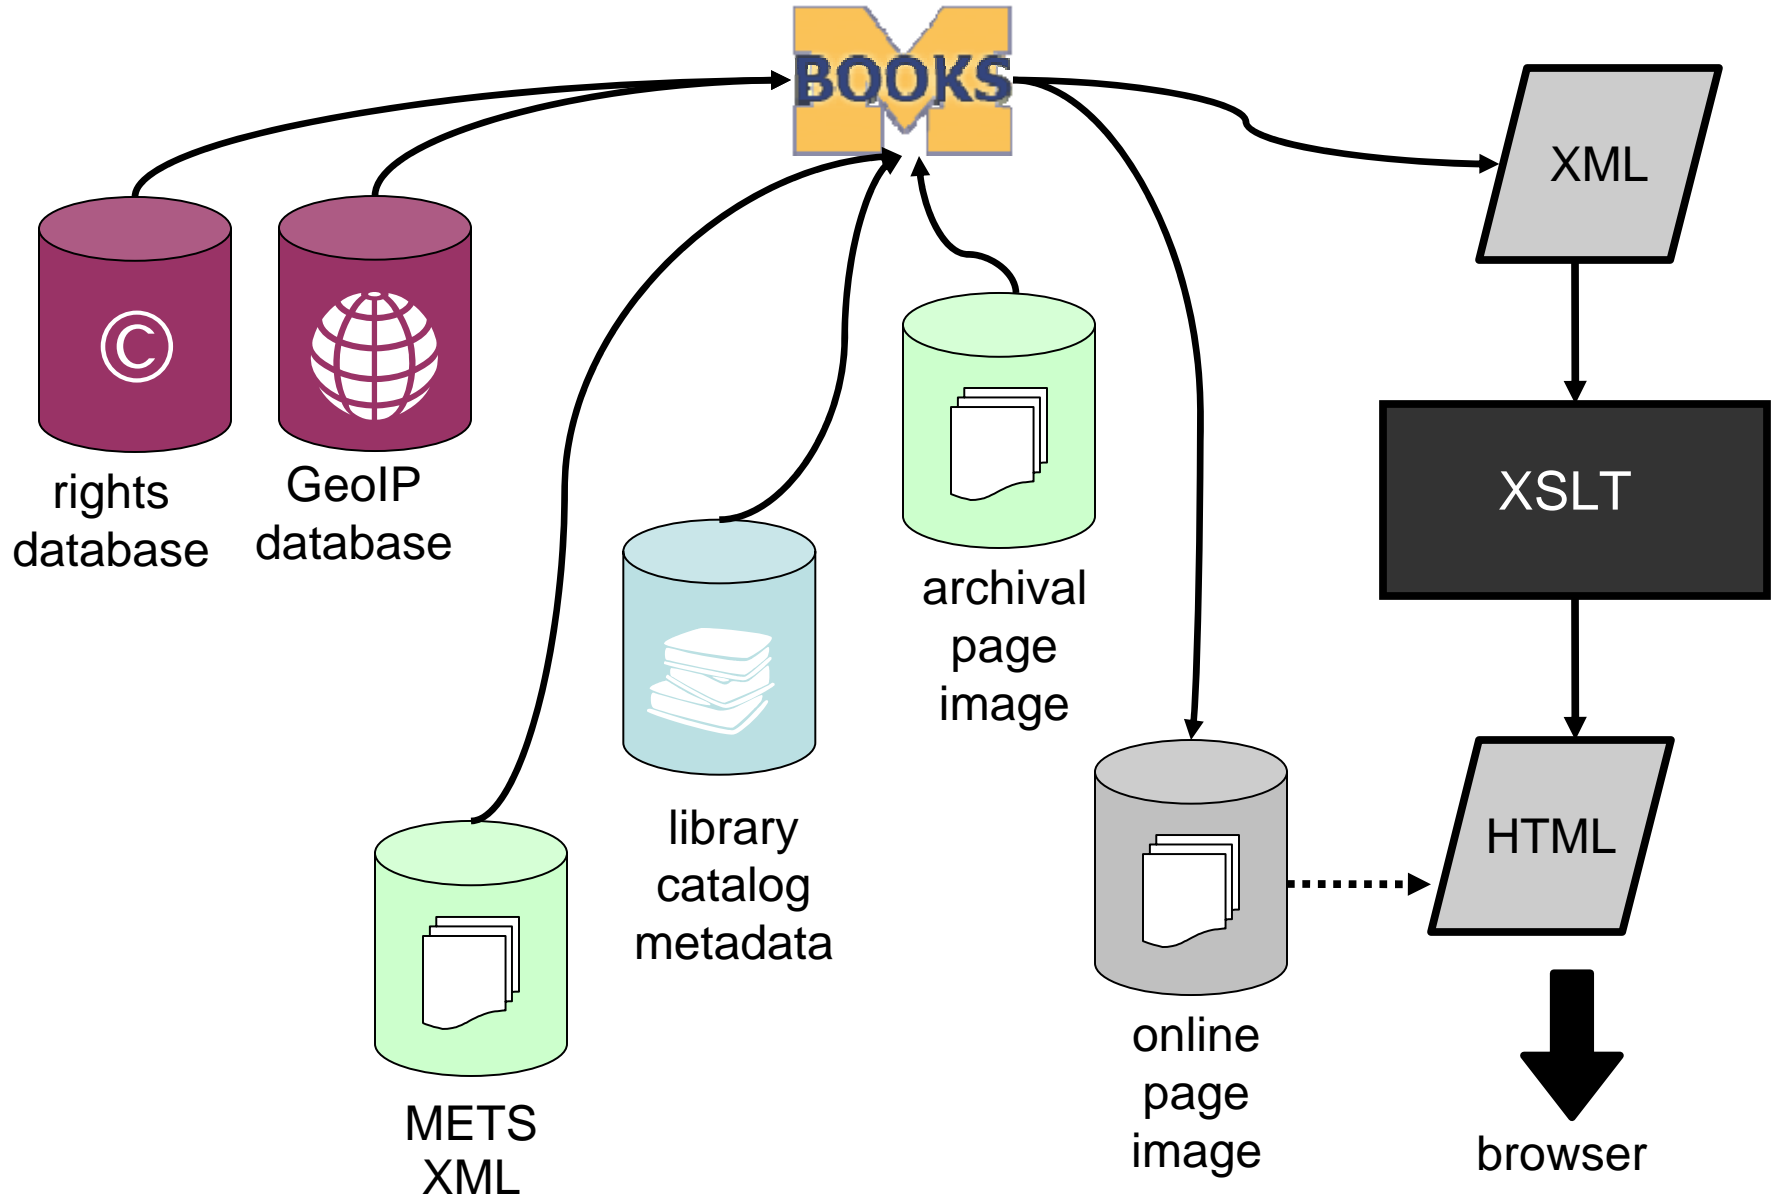 M
BOOKS
XML
©
rights
database
GeoIP
database
XSLT
archival
page
image
library
catalog
metadata
HTML
online
page
image
METS
XML
browser